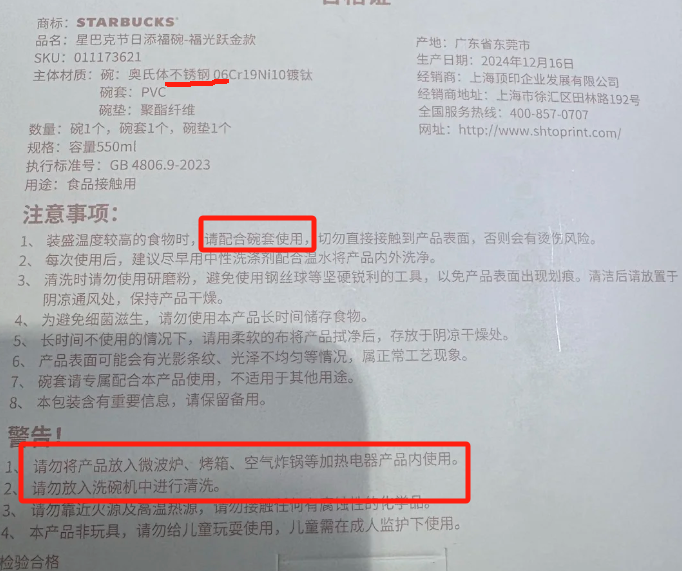 合格证
商标：STARBUCKS
品名：星巴克节日添福碗-福光跃金款
SKU：011173621
主体材质：碗：奥氏体不锈钢 06Cr19Ni10镀钛
碗套：PVC
碗垫：聚酯纤维
数量：碗1个，碗套1个，碗垫1个
规格：容量550ml
执行标准号：GB 4806.9-2023
用途：食品接触用
产地：广东省东莞市
生产日期：2024年12月16日
经销商：上海顶印企业发展有限公司
经销商地址：上海市徐汇区田林路192号
全国服务热线：400-857-0707
网址：http://www.shtoprint.com/
注意事项：
1、 装盛温度较高的食物时，请配合碗套使用，切勿直接接触到产品表面，否则会有烫伤风险。
2、 每次使用后，建议尽早用中性洗涤剂配合温水将产品内外洗净。
3、 清洗时请勿使用研磨粉，避免使用钢丝球等坚硬锐利的工具，以免产品表面出现划痕。清洁后请放置于
阴凉通风处，保持产品干燥。
4、 为避免细菌滋生，请勿使用本产品长时间储存食物。
5、 长时间不使用的情况下，请用柔软的布将产品拭净后，存放于阴凉干燥处。
6、 产品表面可能会有光影条纹、光泽不均匀等情况，属正常工艺现象。
7、 碗套请专属配合本产品使用，不适用于其他用途。
8、 本包装含有重要信息，请保留备用。
警告！
1、 请勿将产品放入微波炉、烤箱、空气炸锅等加热电器产品内使用。
2、 请勿放入洗碗机中进行清洗。
3、 请勿靠近火源及高温热源，请勿接触任何有腐蚀性的化学品。
4、 本产品非玩具，请勿给儿童玩耍使用，儿童需在成人监护下使用。
检验合格